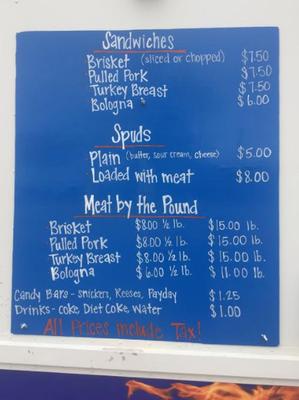 Sandwiches
Brisket (sliced or chopped) $7.50
Pulled Pork $7.50
Turkey Breast $7.50
Bologna $6.00
Spuds
Plain (butter, sour cream, cheese) $5.00
Loaded with meat $8.00
Meat by the Pound
Brisket $8.00 ½ lb. $15.00 lb.
Pulled Pork $8.00 ½ lb. $15.00 lb.
Turkey Breast $8.00 ½ lb. $15.00 lb.
Bologna $6.00 ½ lb. $11.00 lb.
Candy Bars - snickers, Reeses, Payday $1.25
Drinks - coke, Diet Coke Water $1.00
All Prices include Tax!